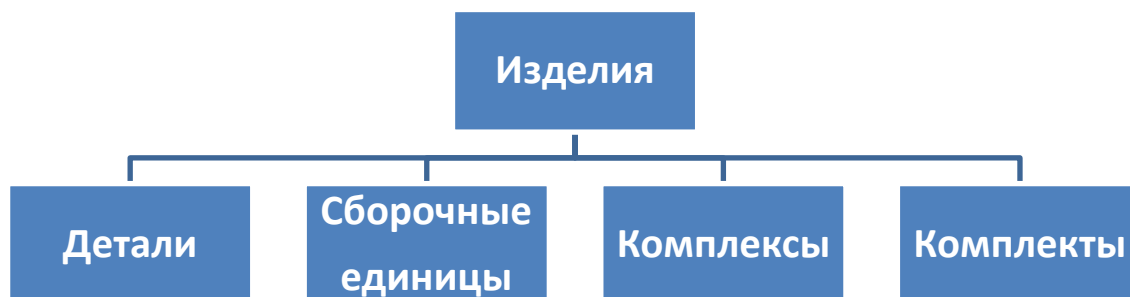 Изделия
Детали
Сборочные
единицы
Комплексы
Комплекты